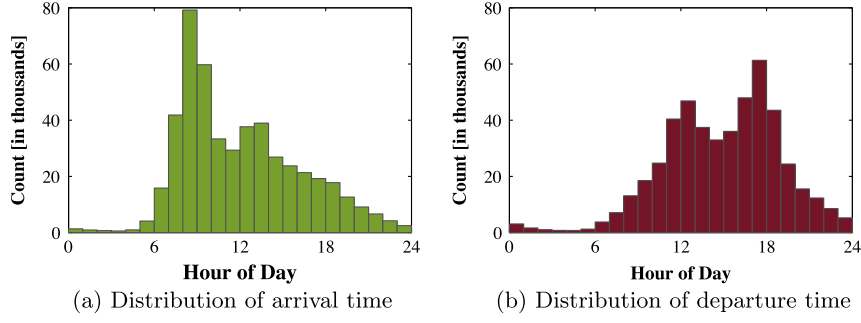 80
60
40
20
0
Count [in thousands]
0 6 12 18 24
Hour of Day
(a) Distribution of arrival time
80
60
40
20
0
Count [in thousands]
0 6 12 18 24
Hour of Day
(b) Distribution of departure time